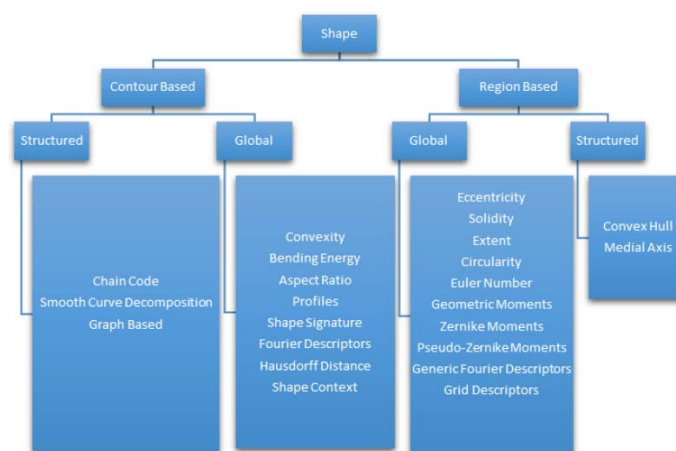 Shape
Contour Based
Region Based
Structured
Global
Global
Structured
Chain Code
Smooth Curve Decomposition
Graph Based
Convexity
Bending Energy
Aspect Ratio
Profiles
Shape Signature
Fourier Descriptors
Hausdorff Distance
Shape Context
Eccentricity
Solidity
Extent
Circularity
Euler Number
Geometric Moments
Zernike Moments
Pseudo-Zernike Moments
Generic Fourier Descriptors
Grid Descriptors
Convex Hull
Medial Axis